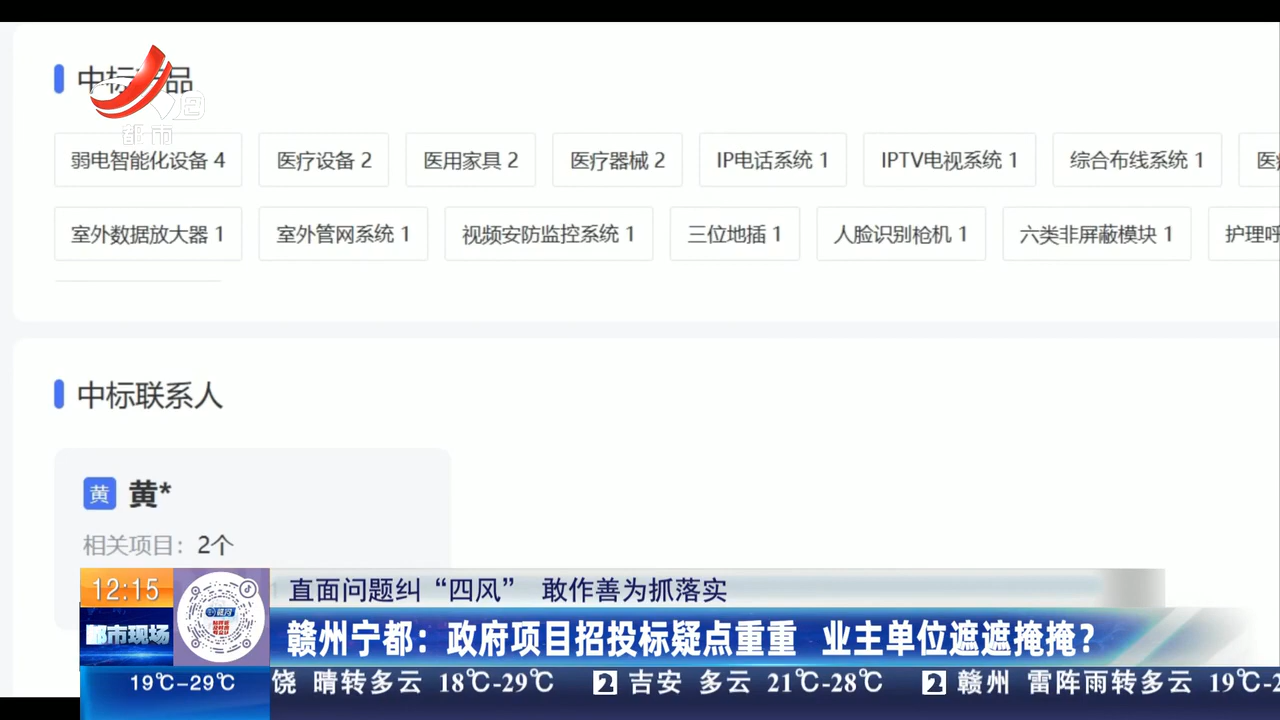 中标产品
都市
弱电智能化设备 4 医疗设备 2 医用家具 2 医疗器械 2 IP电话系统 1 IPTV电视系统 1 综合布线系统 1 医
室外数据放大器 1 室外管网系统 1 视频安防监控系统 1 三位地插 1 人脸识别枪机 1 六类非屏蔽模块 1 护理呼
中标联系人
黄 黄*
相关项目：2个
12:15 直面问题纠“四风” 敢作善为抓落实
都市现场 赣州宁都：政府项目招投标疑点重重 业主单位遮遮掩掩？
19℃-29℃ 饶 晴转多云 18℃-29℃ 2 吉安 多云 21℃-28℃ 2 赣州 雷阵雨转多云 19℃-2